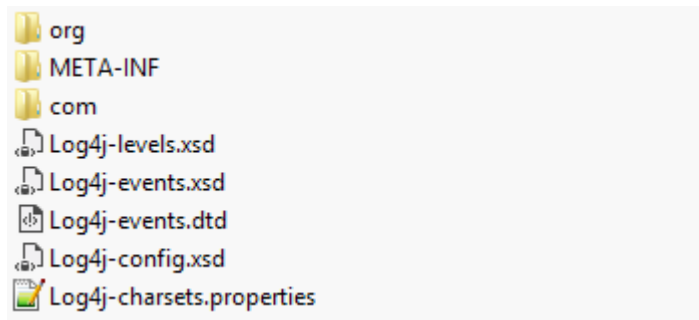 org
META-INF
com
Log4j-levels.xsd
Log4j-events.xsd
Log4j-events.dtd
Log4j-config.xsd
Log4j-charsets.properties